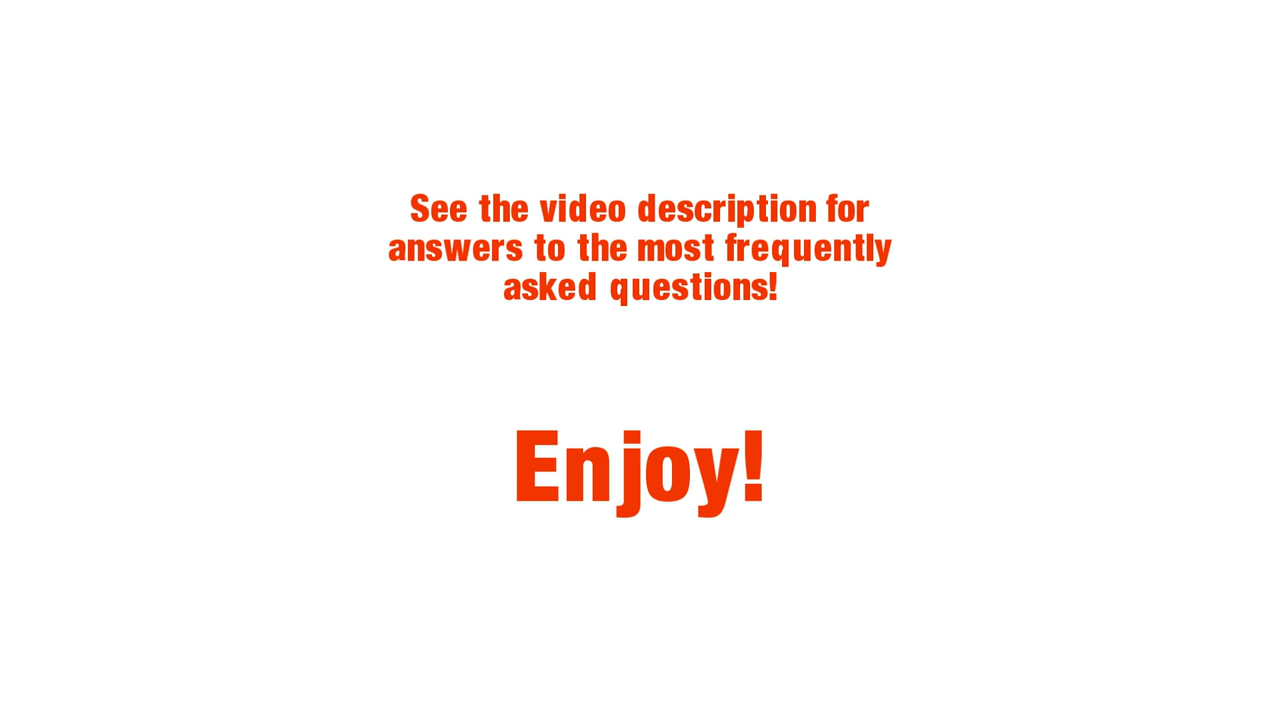 See the video description for
answers to the most frequently
asked questions!
Enjoy!